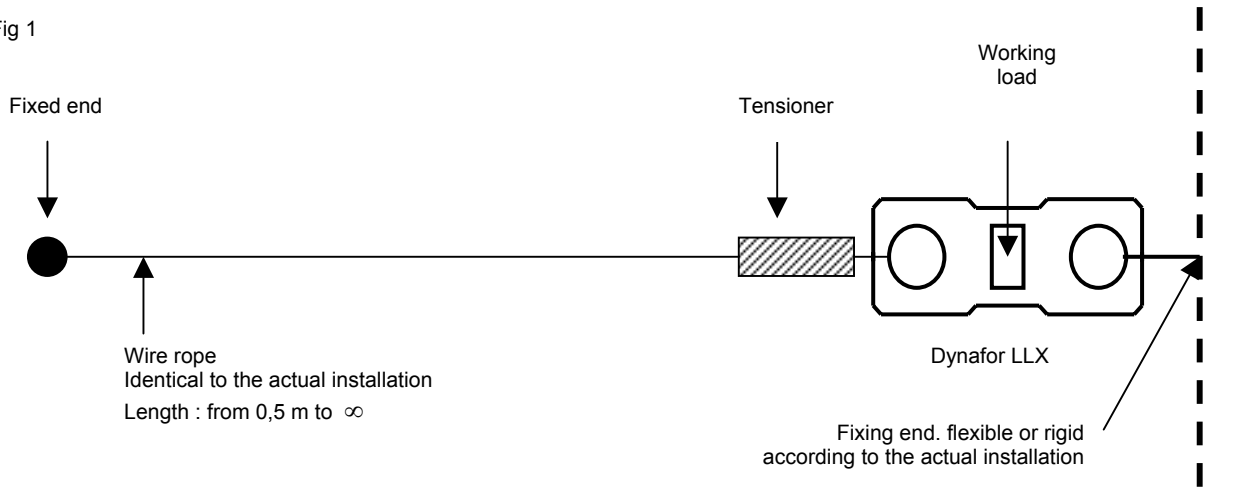 Fig 1
Working
load
Fixed end
Tensioner
Wire rope
Identical to the actual installation
Length : from 0,5 m to ∞
Dynafor LLX
Fixing end. flexible or rigid
according to the actual installation